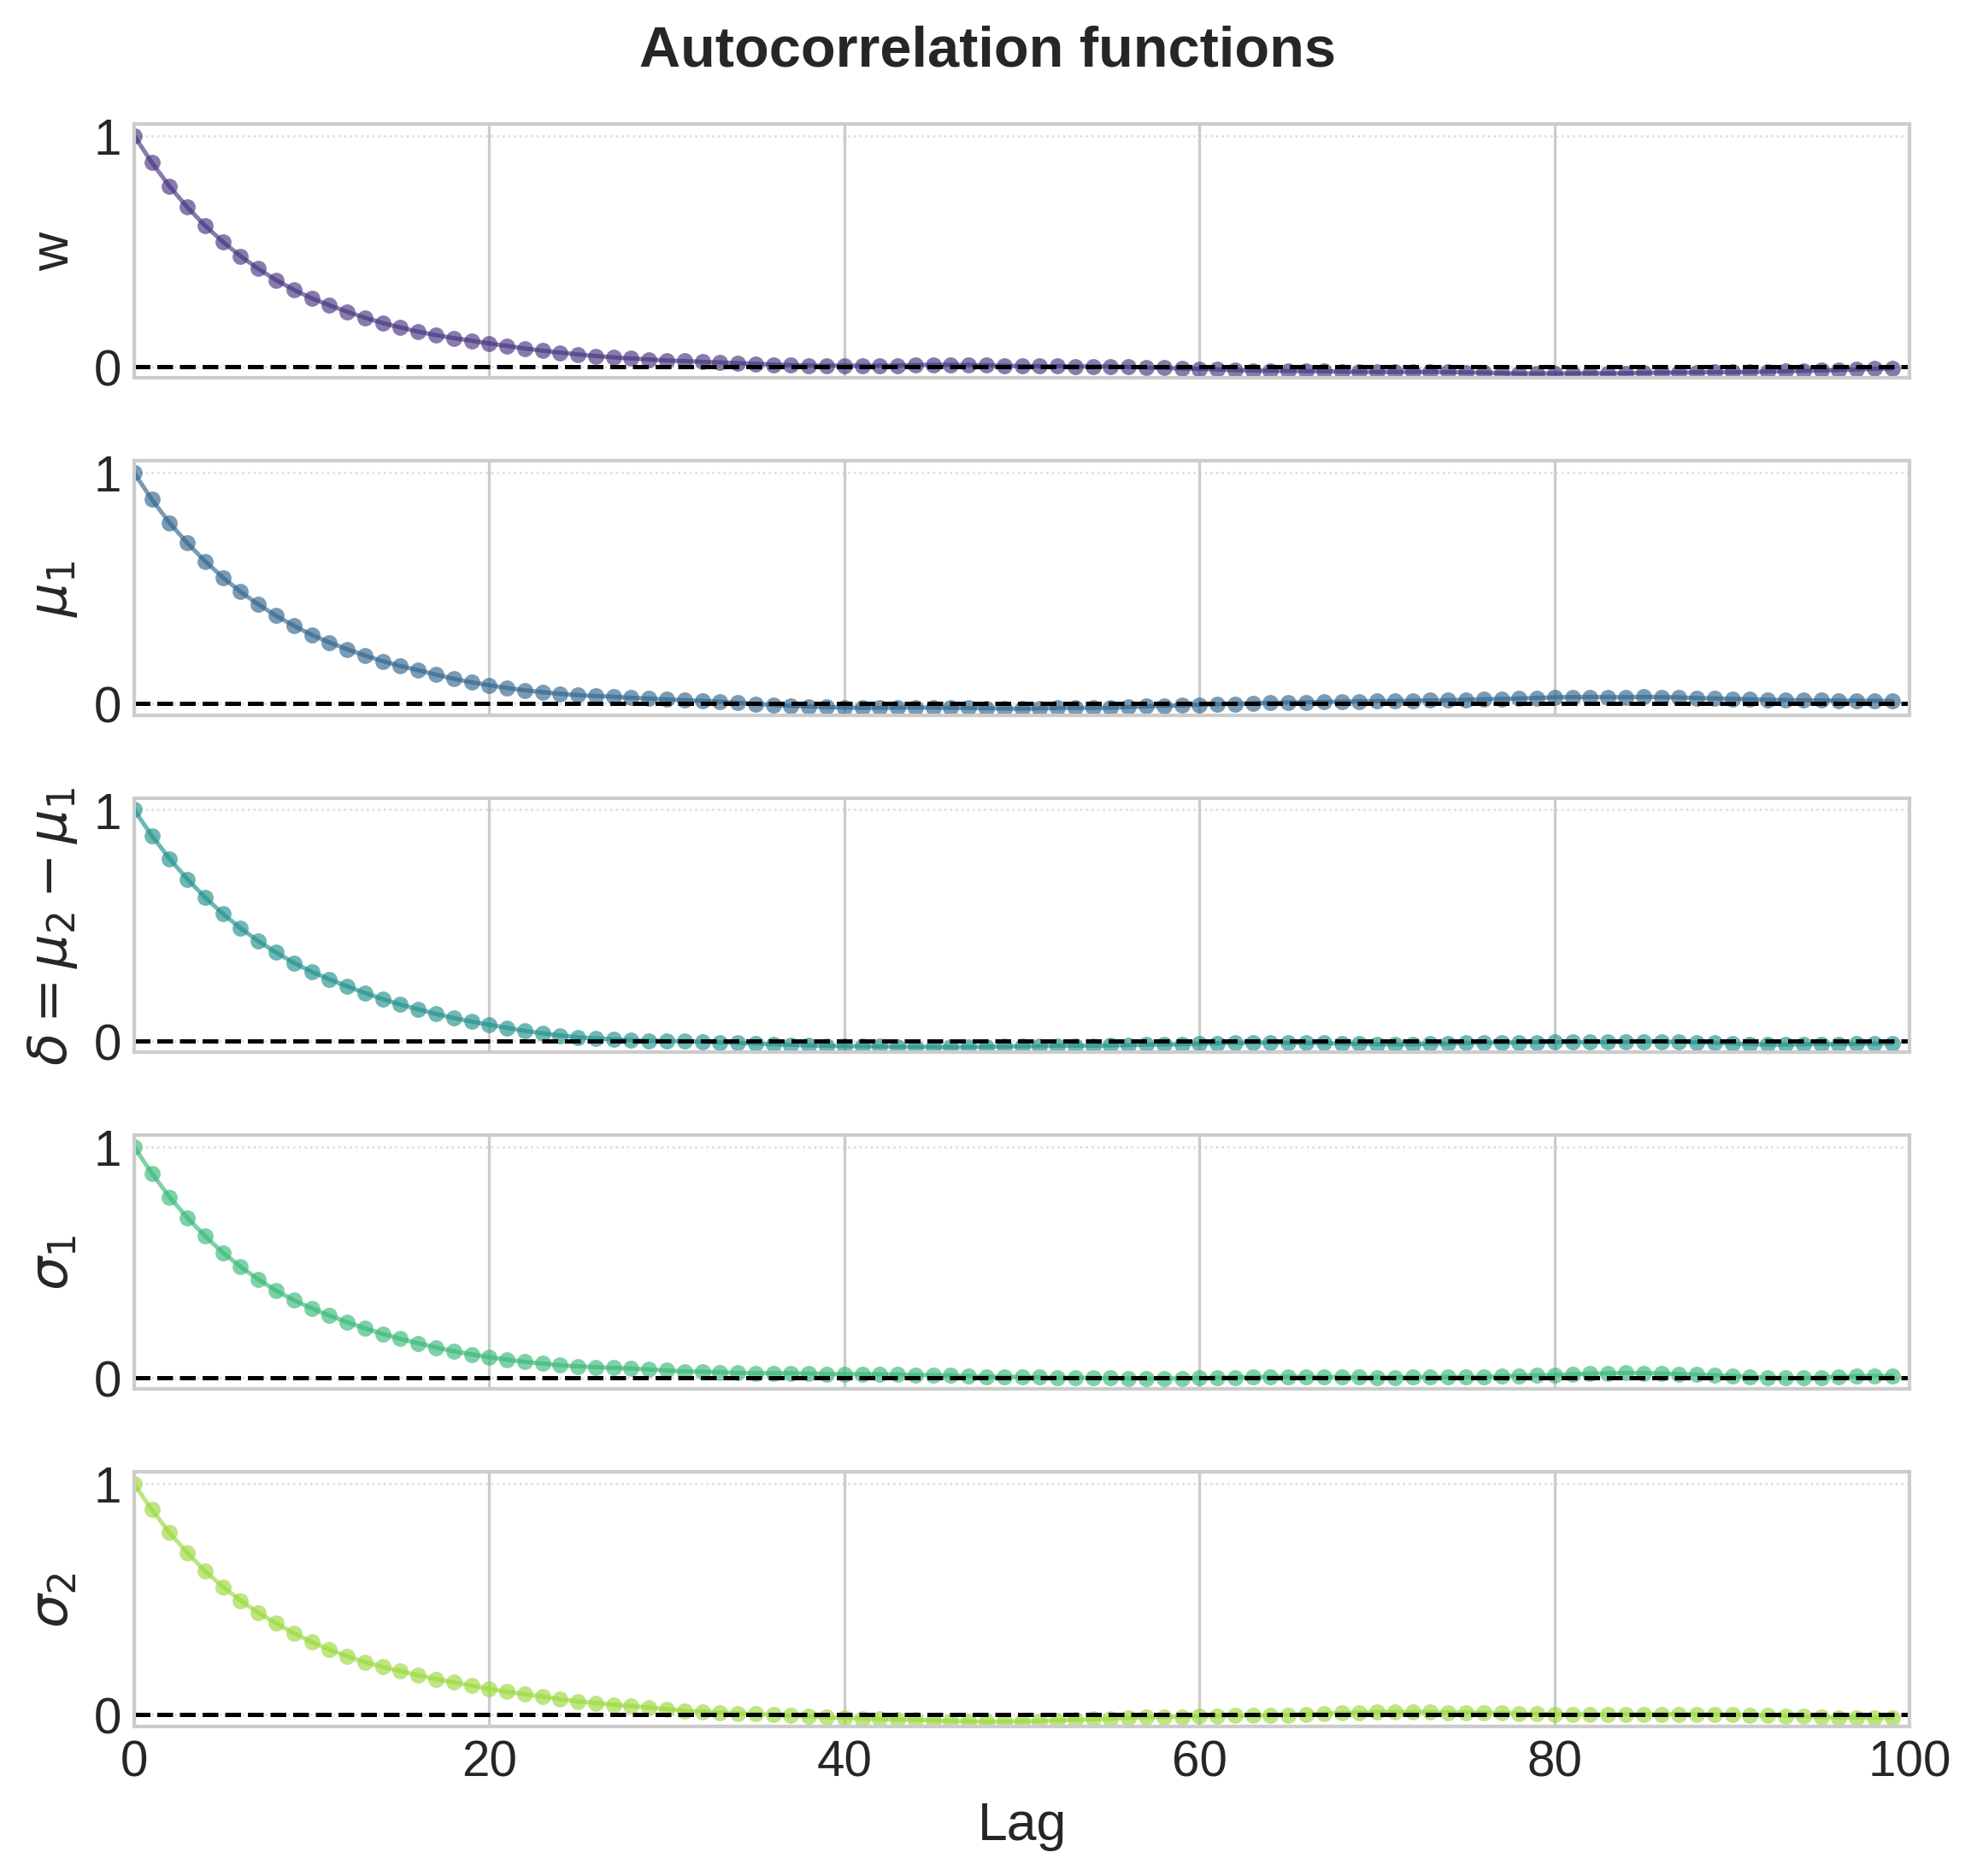 Autocorrelation functions
1
w
0
1
μ₁
0
1
δ = μ₂ − μ₁
0
1
σ₁
0
1
σ₂
0
0 20 40 60 80 100
Lag